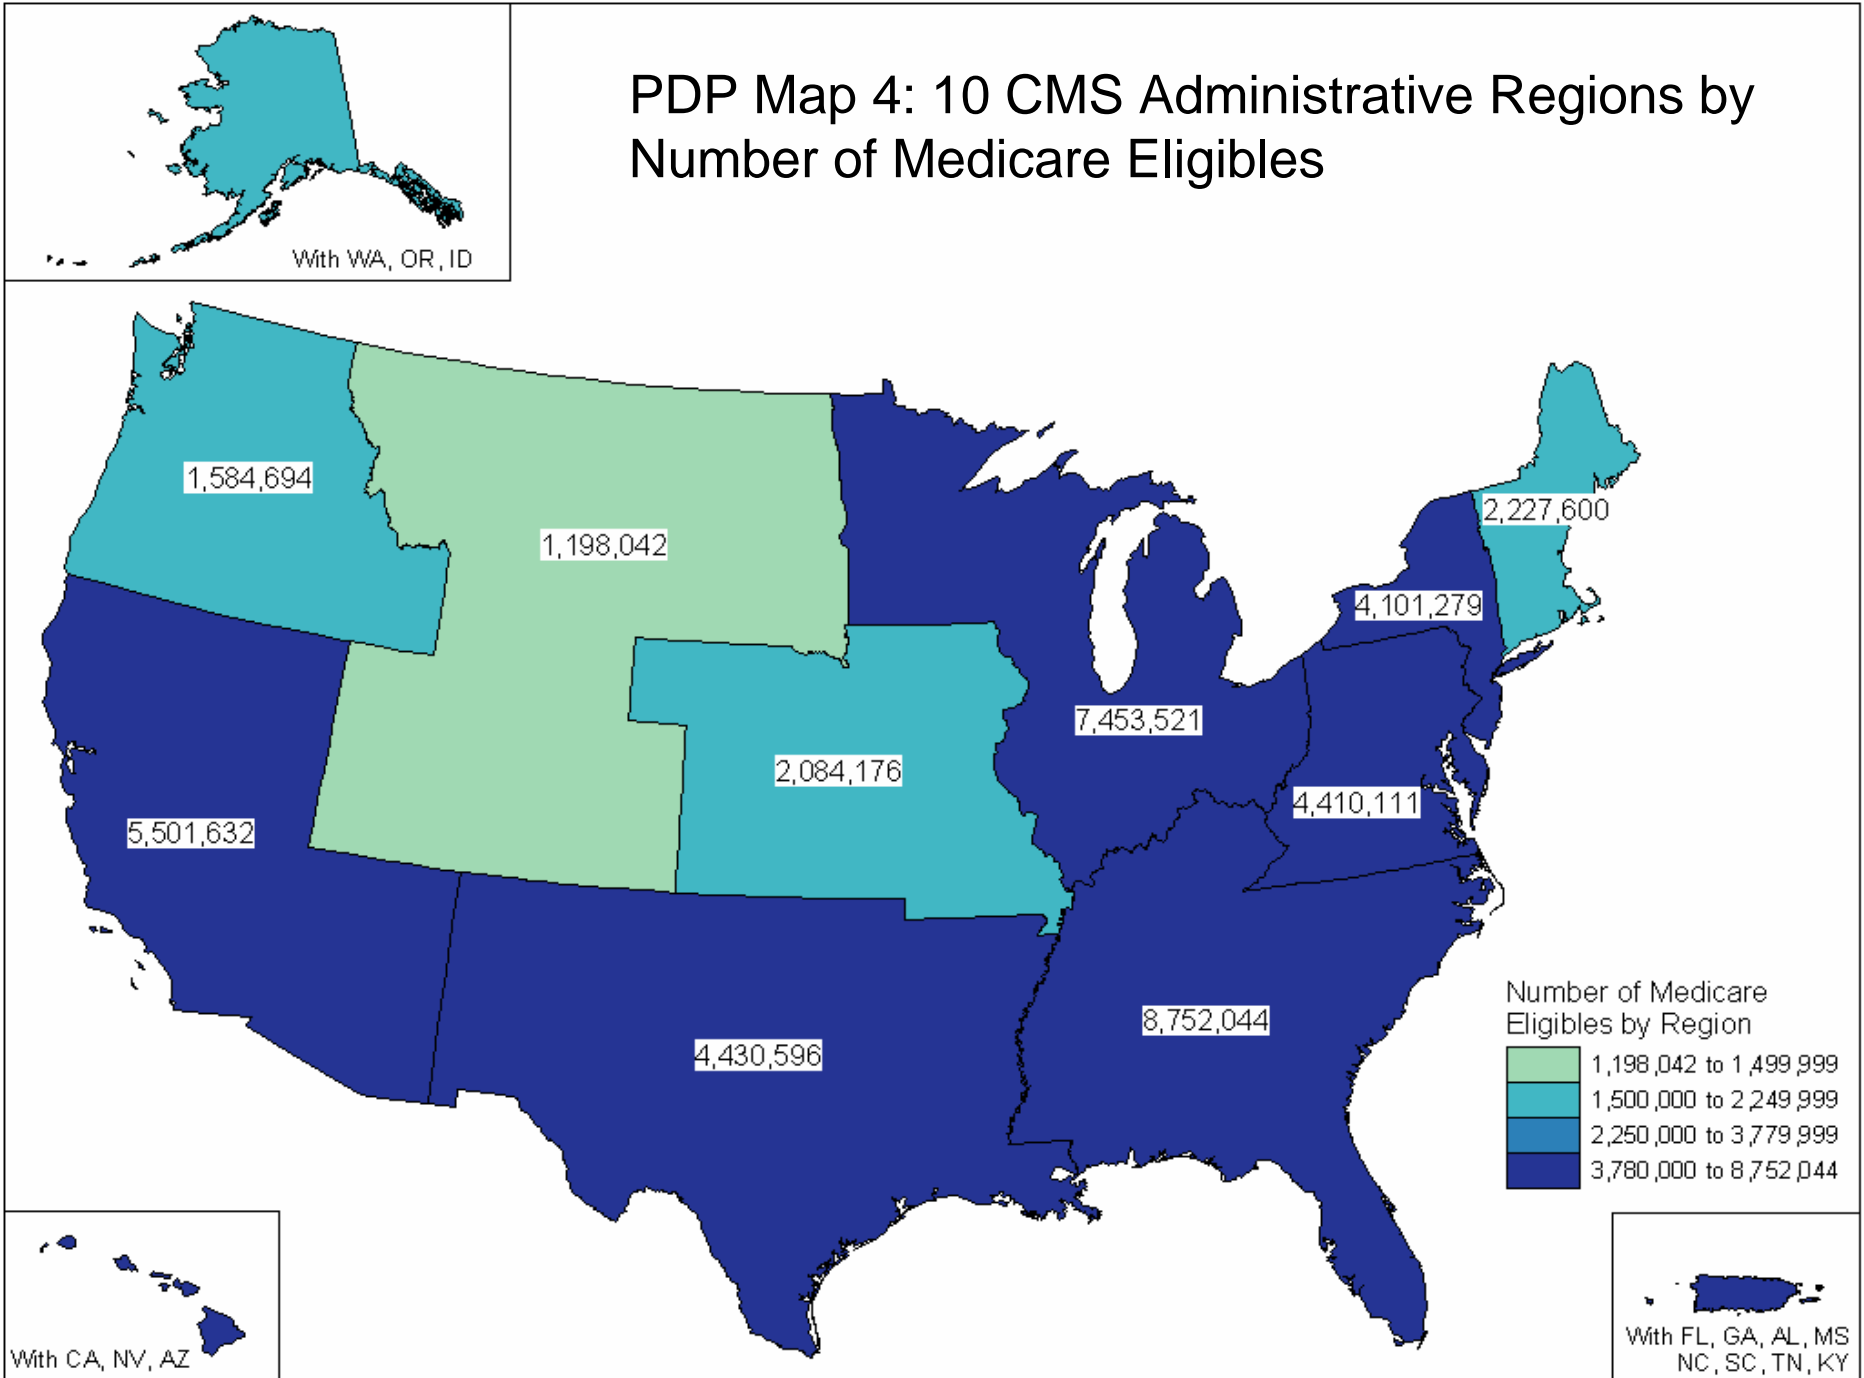 PDP Map 4: 10 CMS Administrative Regions by
Number of Medicare Eligibles
With WA, OR, ID
1,584,694
1,198,042
2,227,600
4,101,279
7,453,521
2,084,176
4,410,111
5,501,632
8,752,044
4,430,596
Number of Medicare
Eligibles by Region
1,198,042 to 1,499,999
1,500,000 to 2,249,999
2,250,000 to 3,779,999
3,780,000 to 8,752,044
With CA, NV, AZ
With FL, GA, AL, MS
NC, SC, TN, KY